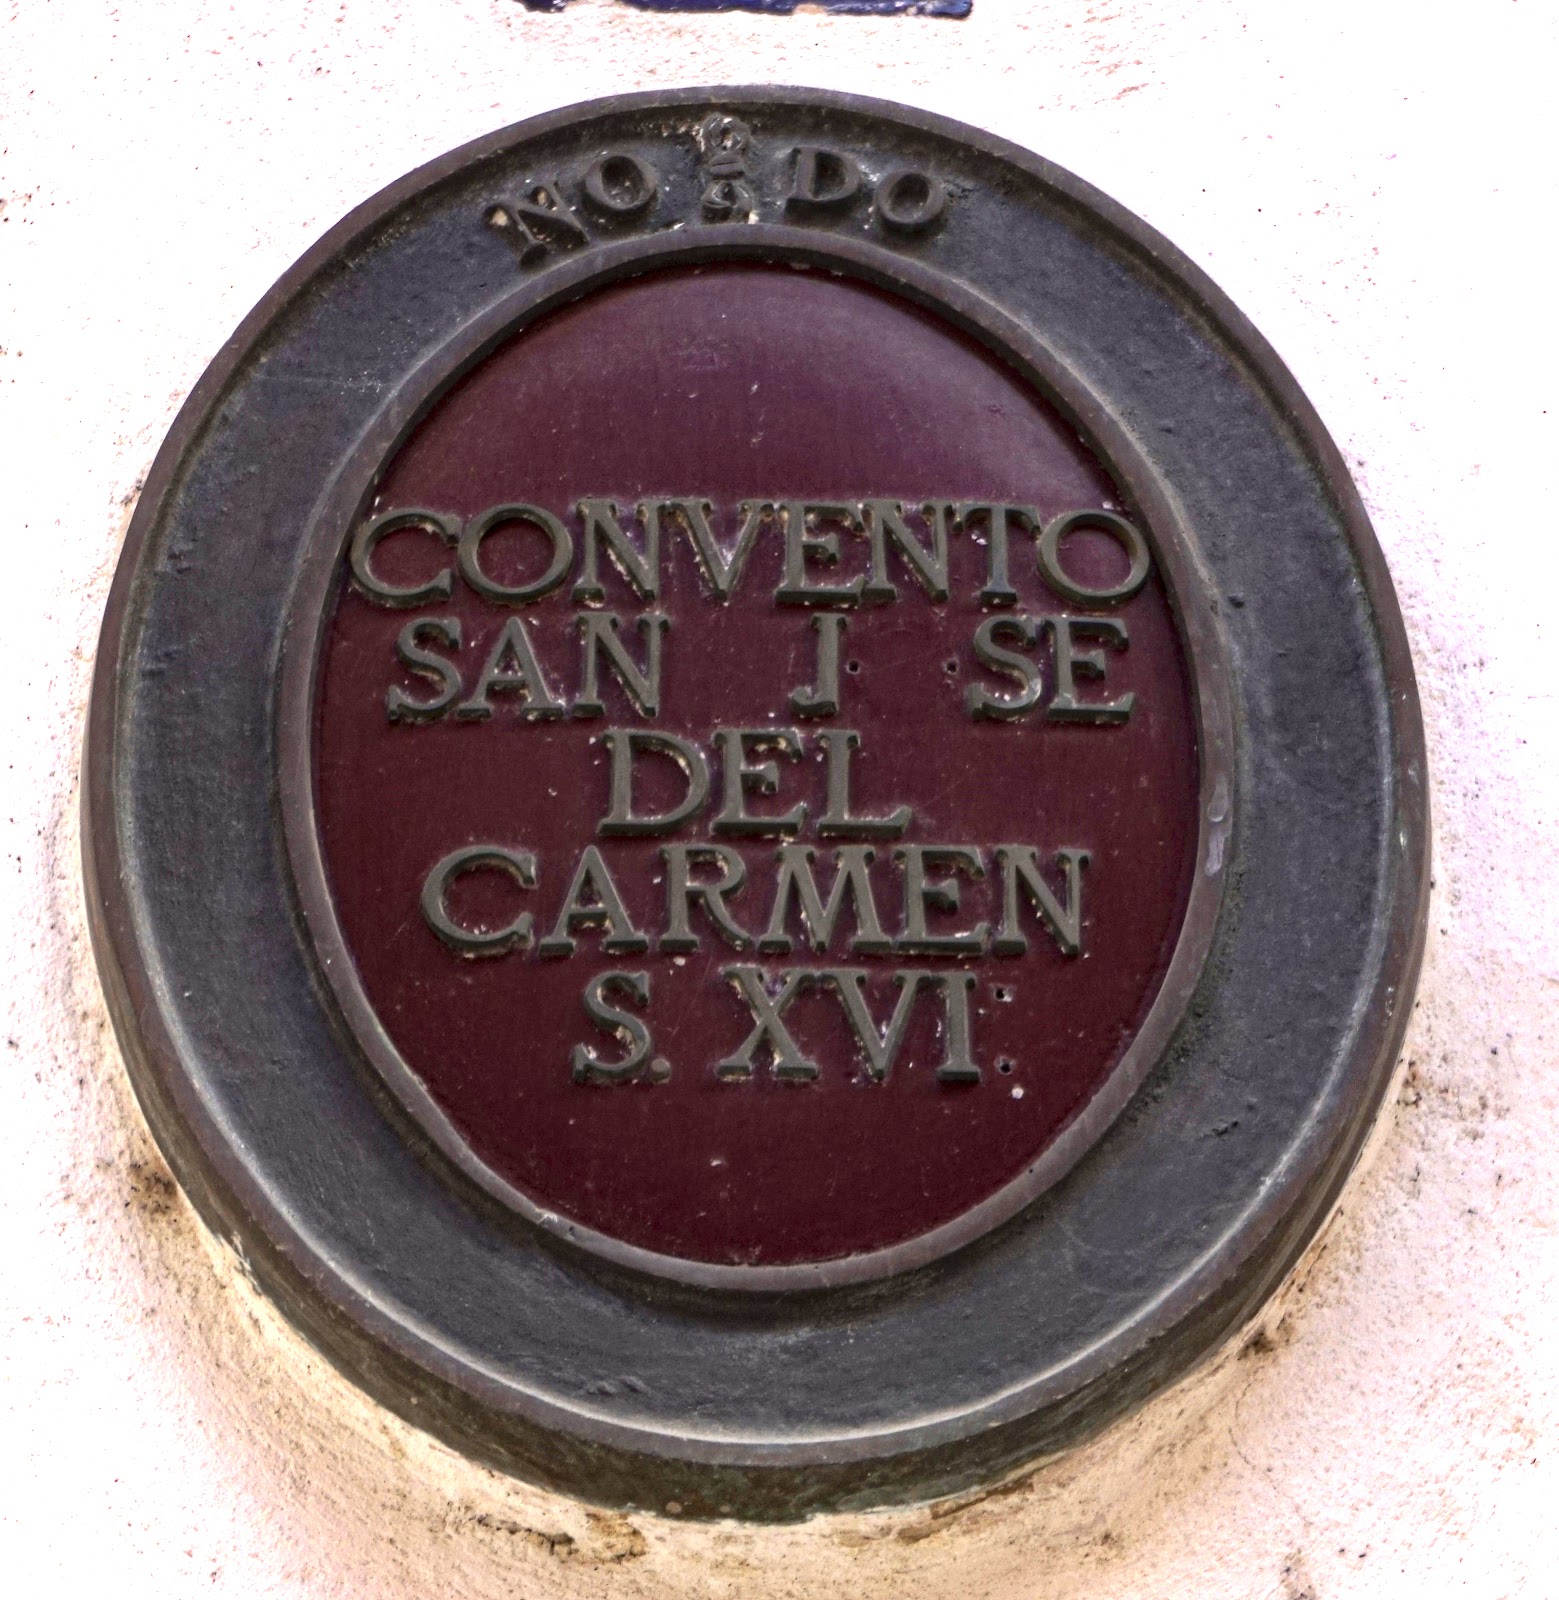 NO8DO
CONVENTO
SAN J SE
DEL
CARMEN
S. XVI